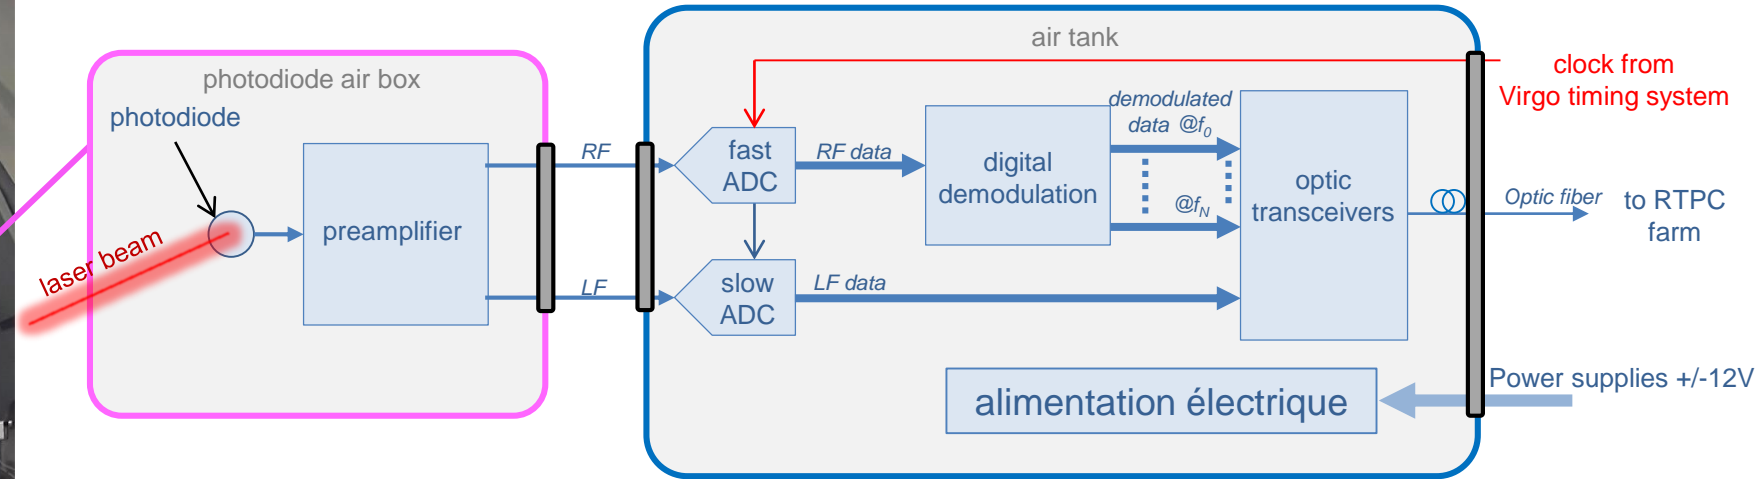 air tank
photodiode air box
clock from
Virgo timing system
photodiode
demodulated
data @f0
RF
fast
ADC
RF data
digital
demodulation
optic
transceivers
@fN
Optic fiber
to RTPC
farm
preamplifier
laser beam
LF
slow
ADC
LF data
Power supplies +/-12V
alimentation électrique